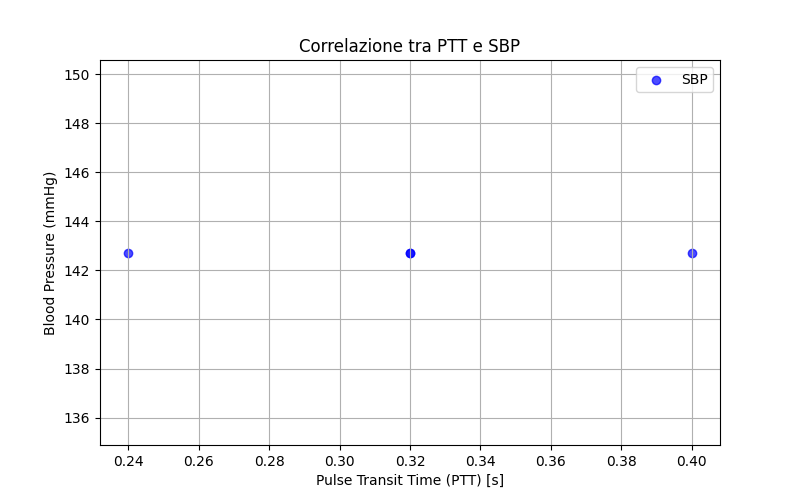 Correlazione tra PTT e SBP
SBP
150
148
146
144
142
140
138
136
Blood Pressure (mmHg)
0.24 0.26 0.28 0.30 0.32 0.34 0.36 0.38 0.40
Pulse Transit Time (PTT) [s]